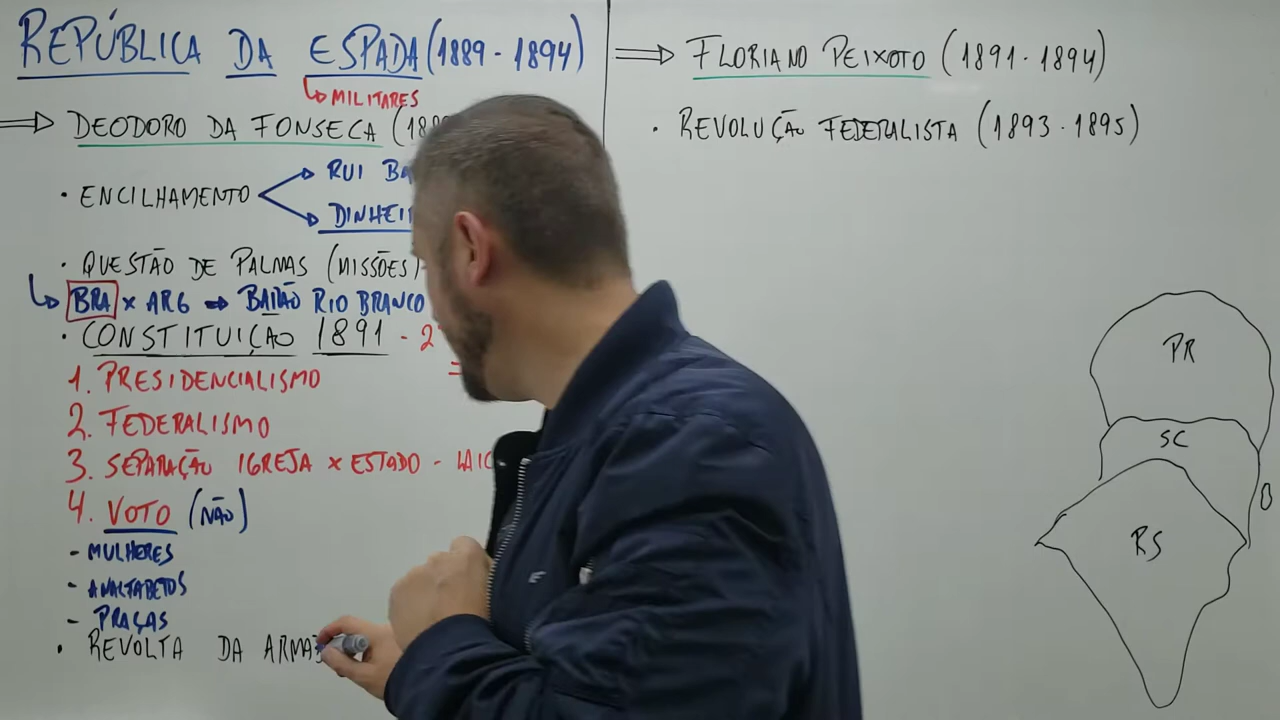 REPÚBLICA DA ESPADA (1889 - 1894)
MILITARES
DEODORO DA FONSECA (188
• ENCILHAMENTO
RUI BA
DINHEI
• QUESTÃO DE PALMAS (MISSÕES)
BRA x ARG BARÃO RIO BRANCO
• CONSTITUIÇÃO 1891 - 2
1. PRESIDENCIALISMO
2. FEDERALISMO
3. SEPARAÇÃO IGREJA x ESTADO - LAIC
4. VOTO (NÃO)
- MULHERES
- ANALFABETOS
- PRAÇAS
• REVOLTA DA ARMA
FLORIANO PEIXOTO (1891 - 1894)
• REVOLUÇÃO FEDERALISTA (1893 - 1895)
PR
SC
RS